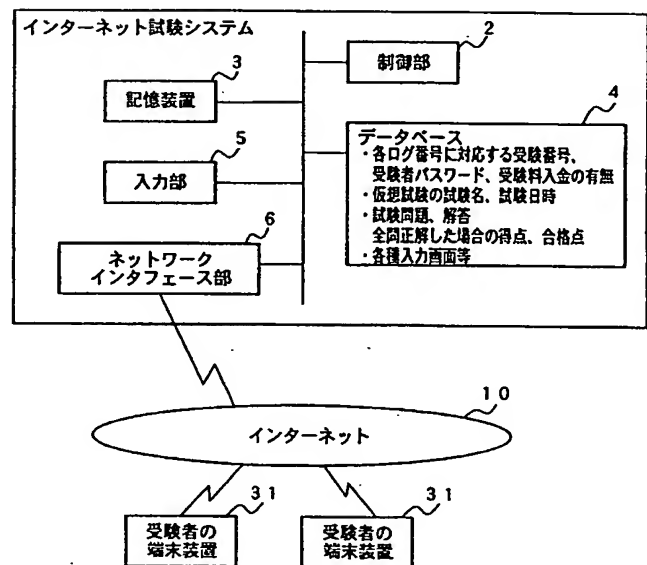 インターネット試験システム
2
制御部
3
記憶装置
4
データベース
・各ログ番号に対応する受験番号、
受験者パスワード、受験料入金の有無
・仮想試験の試験名、試験日時
・試験問題、解答
全問正解した場合の得点、合格点
・各種入力画面等
5
入力部
6
ネットワーク
インタフェース部
10
インターネット
31
受験者の
端末装置
31
受験者の
端末装置